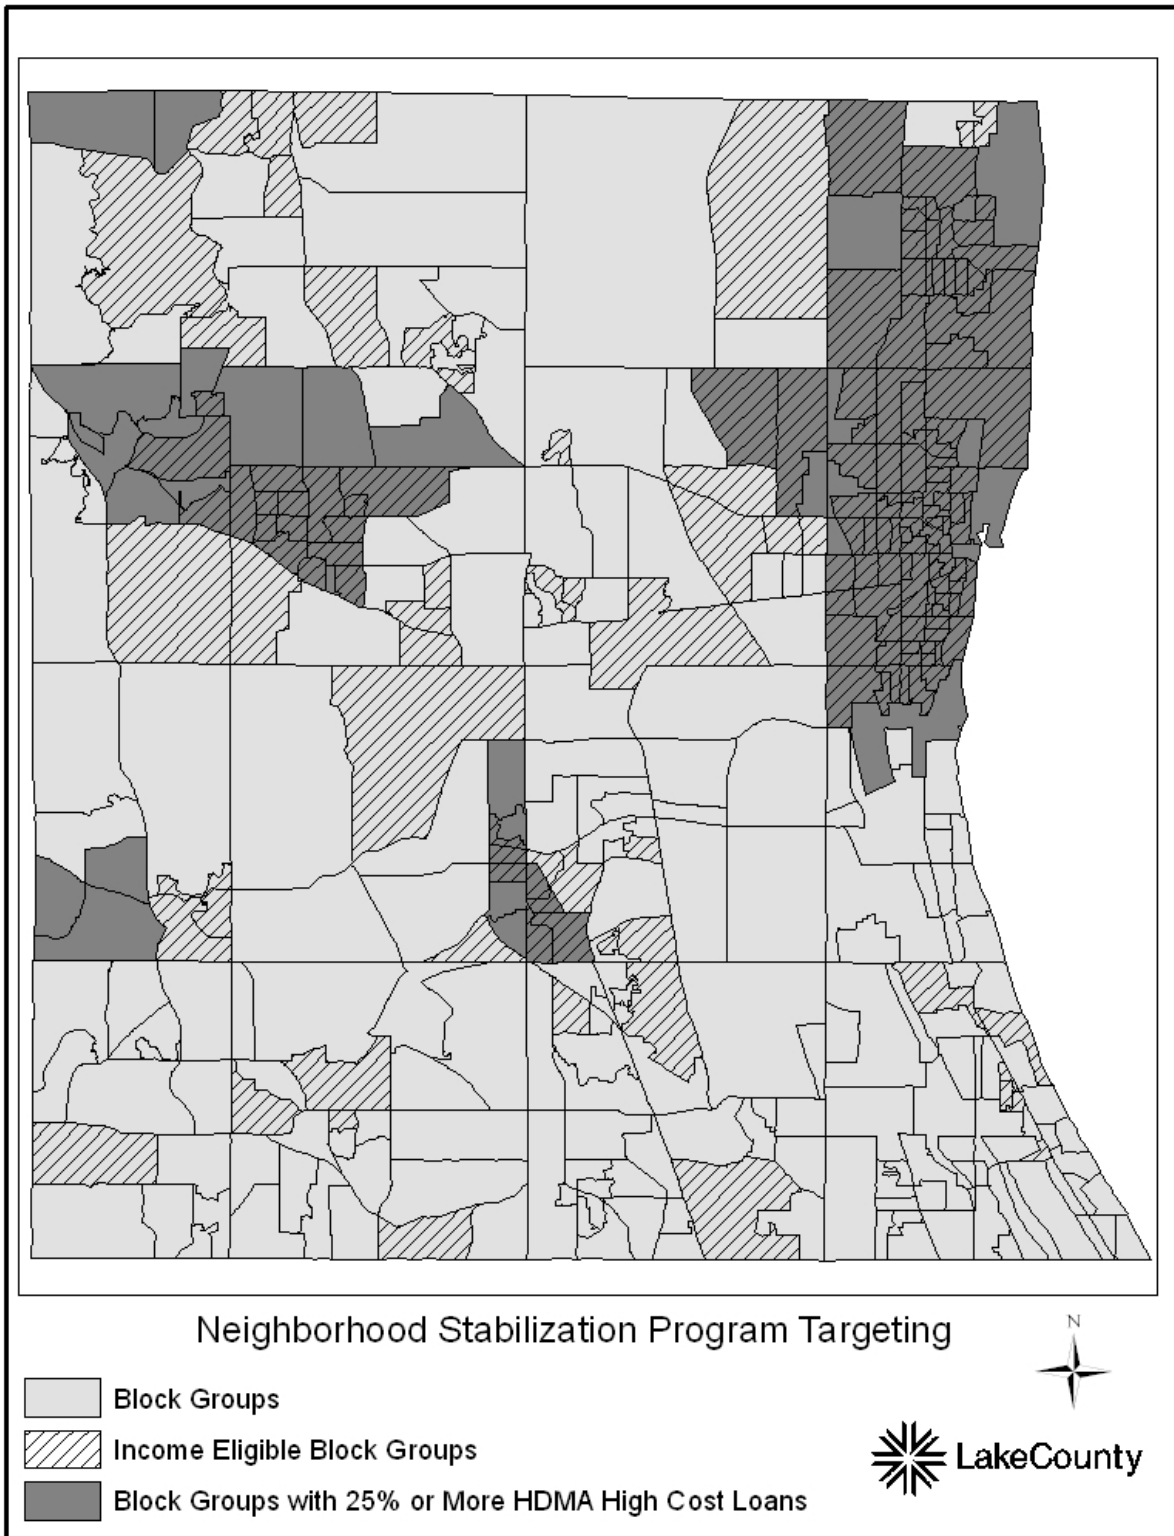 Neighborhood Stabilization Program Targeting
N
Block Groups
Income Eligible Block Groups
LakeCounty
Block Groups with 25% or More HDMA High Cost Loans